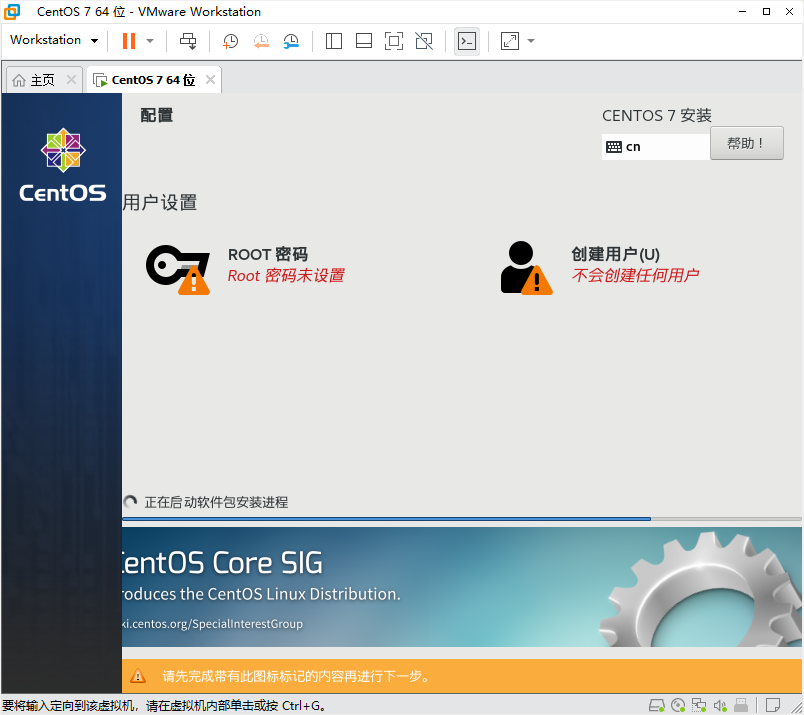 CentOS 7 64 位 - VMware Workstation
Workstation
主页
CentOS 7 64 位
CentOS
配置
CENTOS 7 安装
cn
帮助！
用户设置
ROOT 密码
Root 密码未设置
创建用户(U)
不会创建任何用户
正在启动软件包安装进程
CentOS Core SIG
roduces the CentOS Linux Distribution.
ki.centos.org/SpecialInterestGroup
请先完成带有此图标标记的内容再进行下一步。
要将输入定向到该虚拟机，请在虚拟机内部单击或按 Ctrl+G。